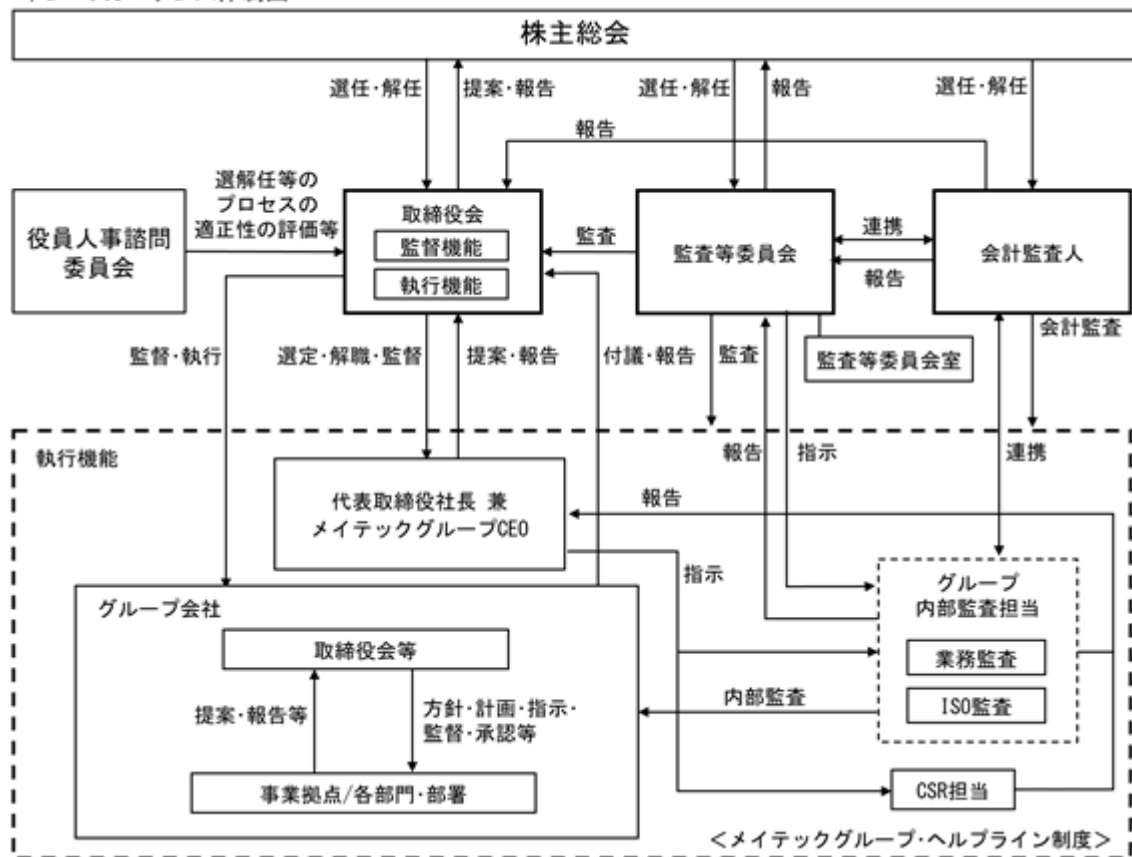 株主総会
選任・解任
提案・報告
選任・解任
報告
選任・解任
報告
選解任等の
プロセスの
適正性の評価等
役員人事諮問
委員会
取締役会
監督機能
執行機能
監査
監査等委員会
連携
報告
会計監査人
監督・執行
選定・解職・監督
提案・報告
付議・報告
監査
監査等委員会室
会計監査
執行機能
報告
指示
連携
代表取締役社長 兼
メイテックグループCEO
報告
指示
グループ
内部監査担当
業務監査
ISO監査
グループ会社
取締役会等
提案・報告等
方針・計画・指示・
監督・承認等
内部監査
事業拠点/各部門・部署
CSR担当
＜メイテックグループ・ヘルプライン制度＞